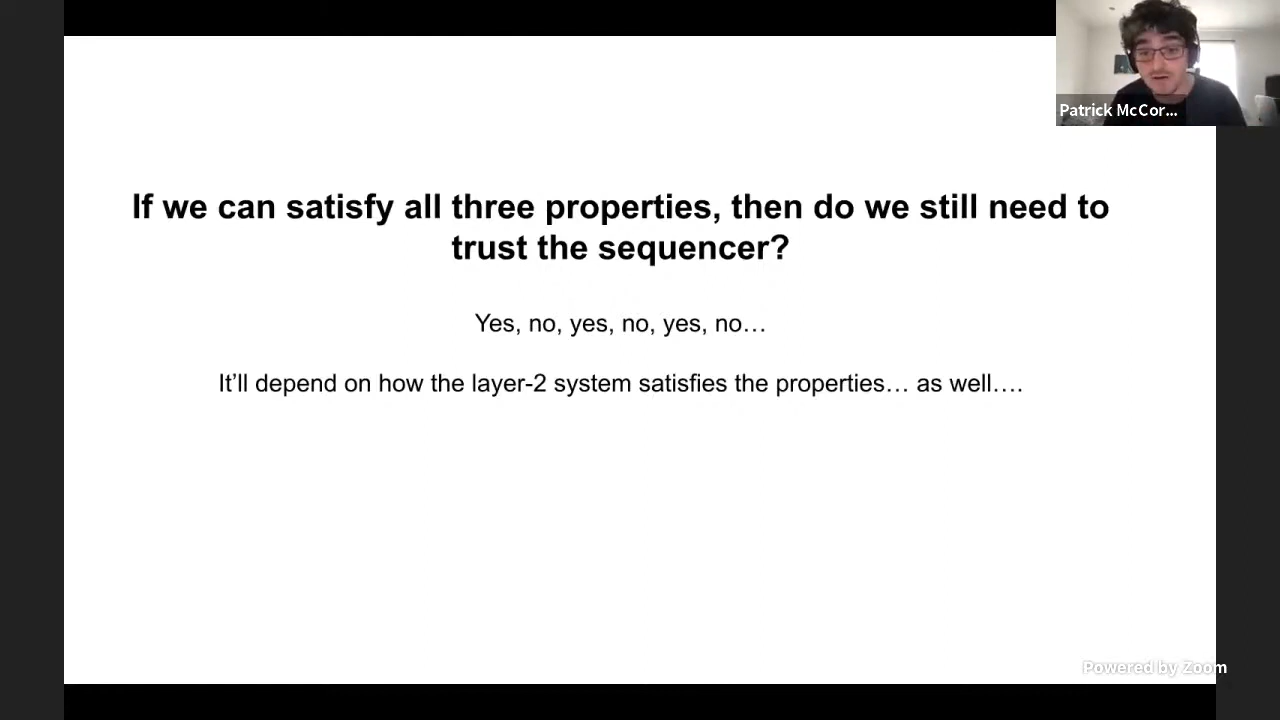 Patrick McCor...
If we can satisfy all three properties, then do we still need to
trust the sequencer?
Yes, no, yes, no, yes, no…
It’ll depend on how the layer-2 system satisfies the properties… as well….
Powered by Zoom